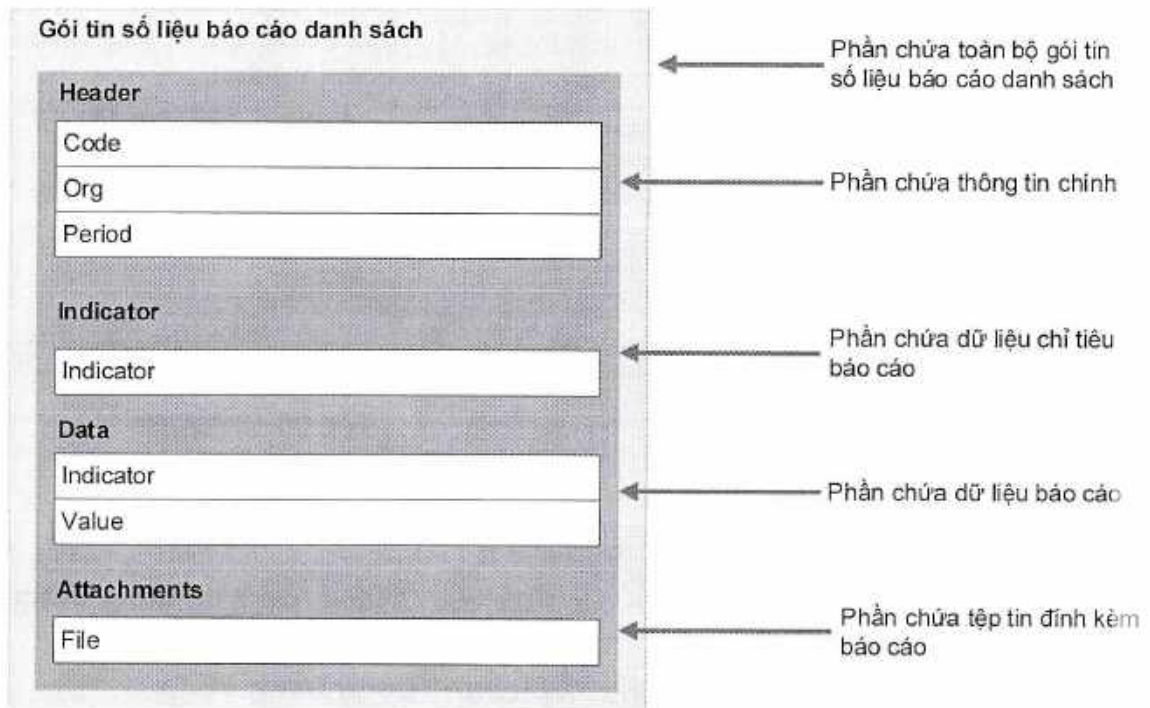 Gói tin số liệu báo cáo danh sách
Phần chứa toàn bộ gói tin
số liệu báo cáo danh sách
Header
Code
Org
Period
Phần chứa thông tin chính
Indicator
Indicator
Phần chứa dữ liệu chỉ tiêu
báo cáo
Data
Indicator
Value
Phần chứa dữ liệu báo cáo
Attachments
File
Phần chứa tệp tin đính kèm
báo cáo